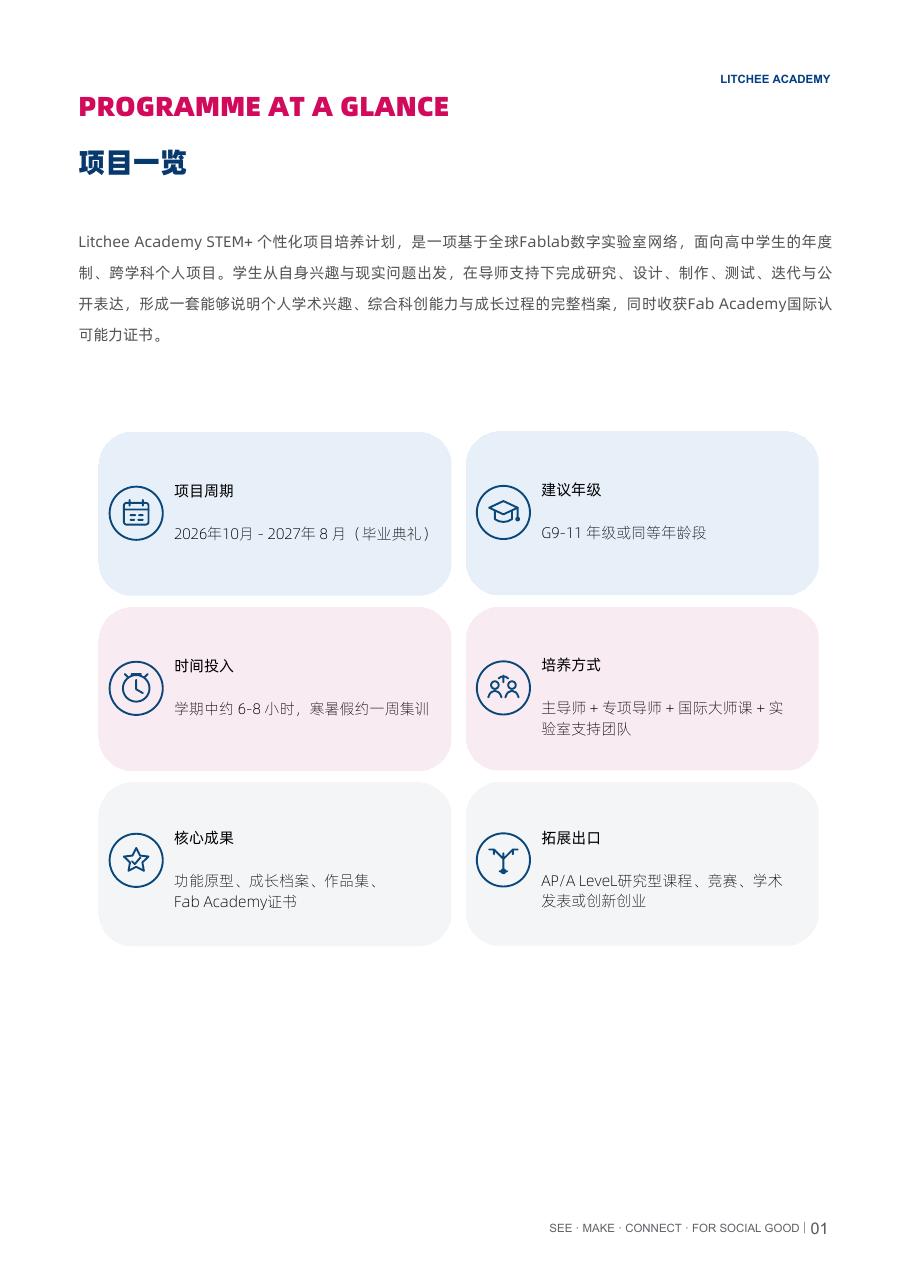 LITCHEE ACADEMY
PROGRAMME AT A GLANCE
项目一览
Litchee Academy STEM+ 个性化项目培养计划，是一项基于全球Fablab数字实验室网络，面向高中学生的年度
制、跨学科个人项目。学生从自身兴趣与现实问题出发，在导师支持下完成研究、设计、制作、测试、迭代与公
开表达，形成一套能够说明个人学术兴趣、综合科创能力与成长过程的完整档案，同时收获Fab Academy国际认
可能力证书。
项目周期
2026年10月 - 2027年 8 月（毕业典礼）
建议年级
G9-11 年级或同等年龄段
时间投入
学期中约 6-8 小时，寒暑假约一周集训
培养方式
主导师 + 专项导师 + 国际大师课 + 实
验室支持团队
核心成果
功能原型、成长档案、作品集、
Fab Academy证书
拓展出口
AP/A LeveL研究型课程、竞赛、学术
发表或创新创业
SEE · MAKE · CONNECT · FOR SOCIAL GOOD | 01